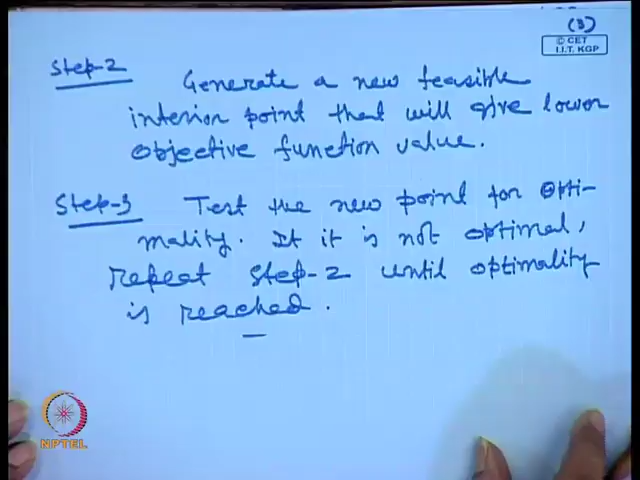 (3)
© CET
I.I.T. KGP
Step-2 Generate a new feasible
interior point that will give lower
objective function value.
Step-3 Test the new point for Opti-
mality. If it is not optimal,
repeat Step-2 until optimality
is reached.
NPTEL